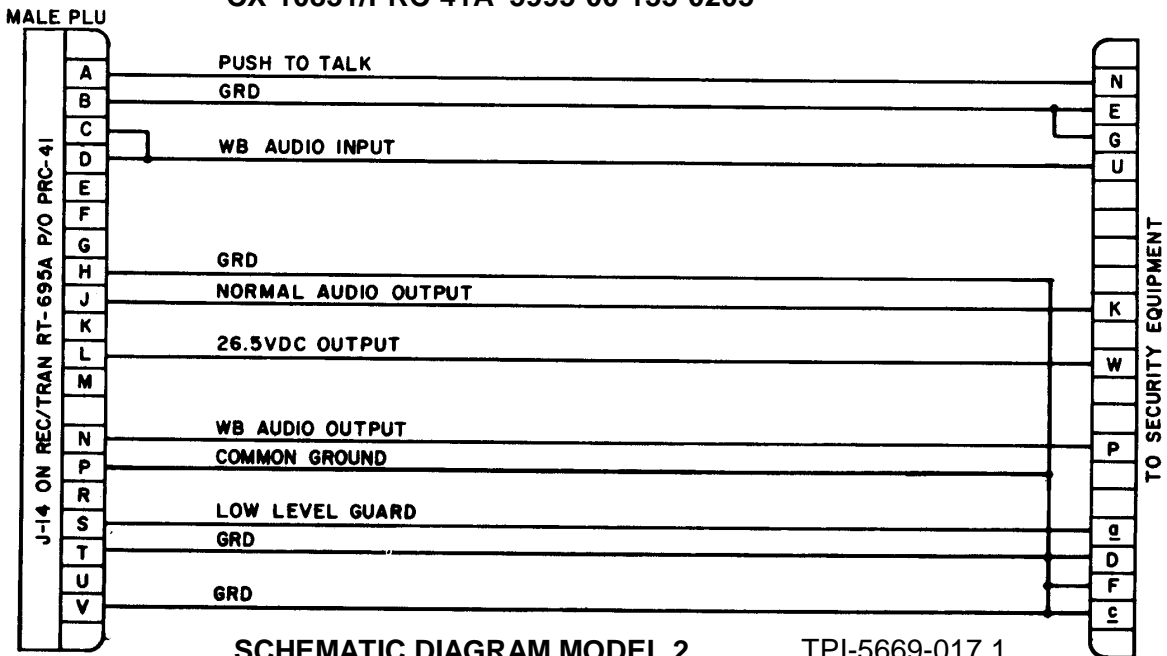 MALE PLU
J-14 ON REC/TRAN RT-695A P/O PRC-41
A
B
C
D
E
F
G
H
J
K
L
M
N
P
R
S
T
U
V
PUSH TO TALK
GRD
WB AUDIO INPUT
GRD
NORMAL AUDIO OUTPUT
26.5VDC OUTPUT
WB AUDIO OUTPUT
COMMON GROUND
LOW LEVEL GUARD
GRD
GRD
N
E
G
U
K
W
P
a
D
F
c
TO SECURITY EQUIPMENT
SCHEMATIC DIAGRAM MODEL 2
TPI-5669-017.1